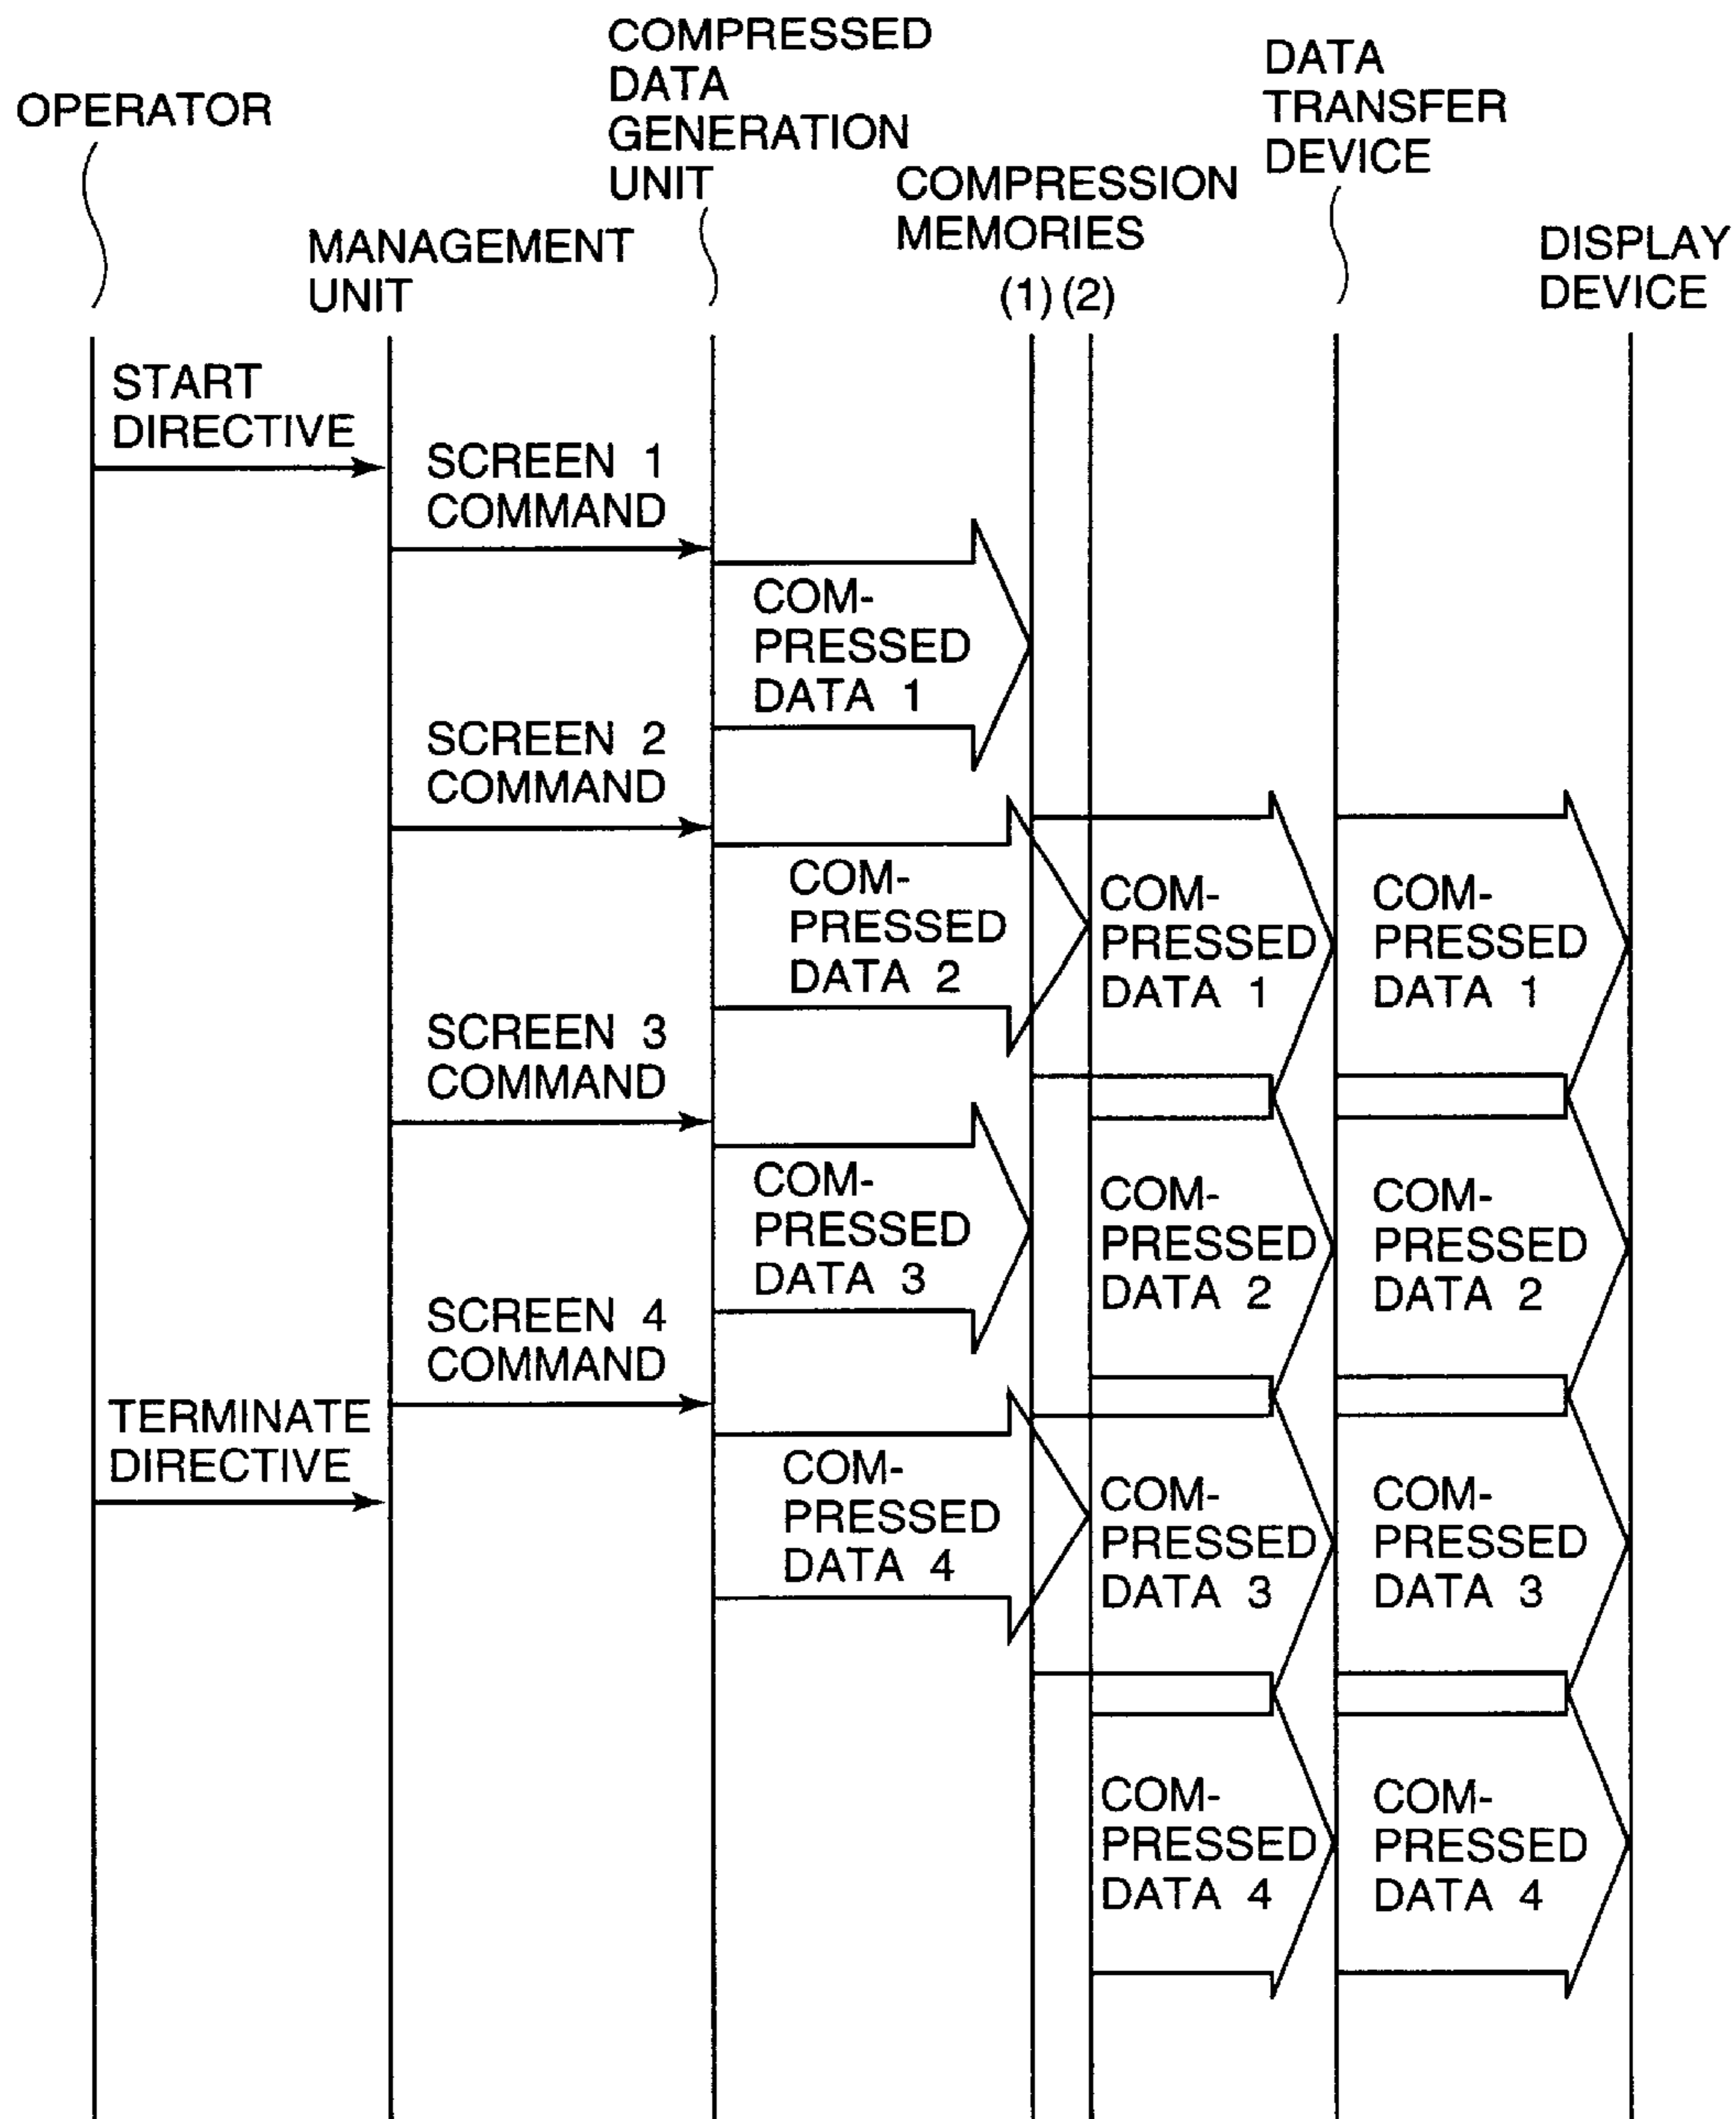 OPERATOR
MANAGEMENT
UNIT
COMPRESSED
DATA
GENERATION
UNIT
COMPRESSION
MEMORIES
(1) (2)
DATA
TRANSFER
DEVICE
DISPLAY
DEVICE
START
DIRECTIVE
SCREEN 1
COMMAND
COM-
PRESSED
DATA 1
SCREEN 2
COMMAND
COM-
PRESSED
DATA 2
COM-
PRESSED
DATA 1
COM-
PRESSED
DATA 1
SCREEN 3
COMMAND
COM-
PRESSED
DATA 3
COM-
PRESSED
DATA 2
COM-
PRESSED
DATA 2
SCREEN 4
COMMAND
TERMINATE
DIRECTIVE
COM-
PRESSED
DATA 4
COM-
PRESSED
DATA 3
COM-
PRESSED
DATA 3
COM-
PRESSED
DATA 4
COM-
PRESSED
DATA 4